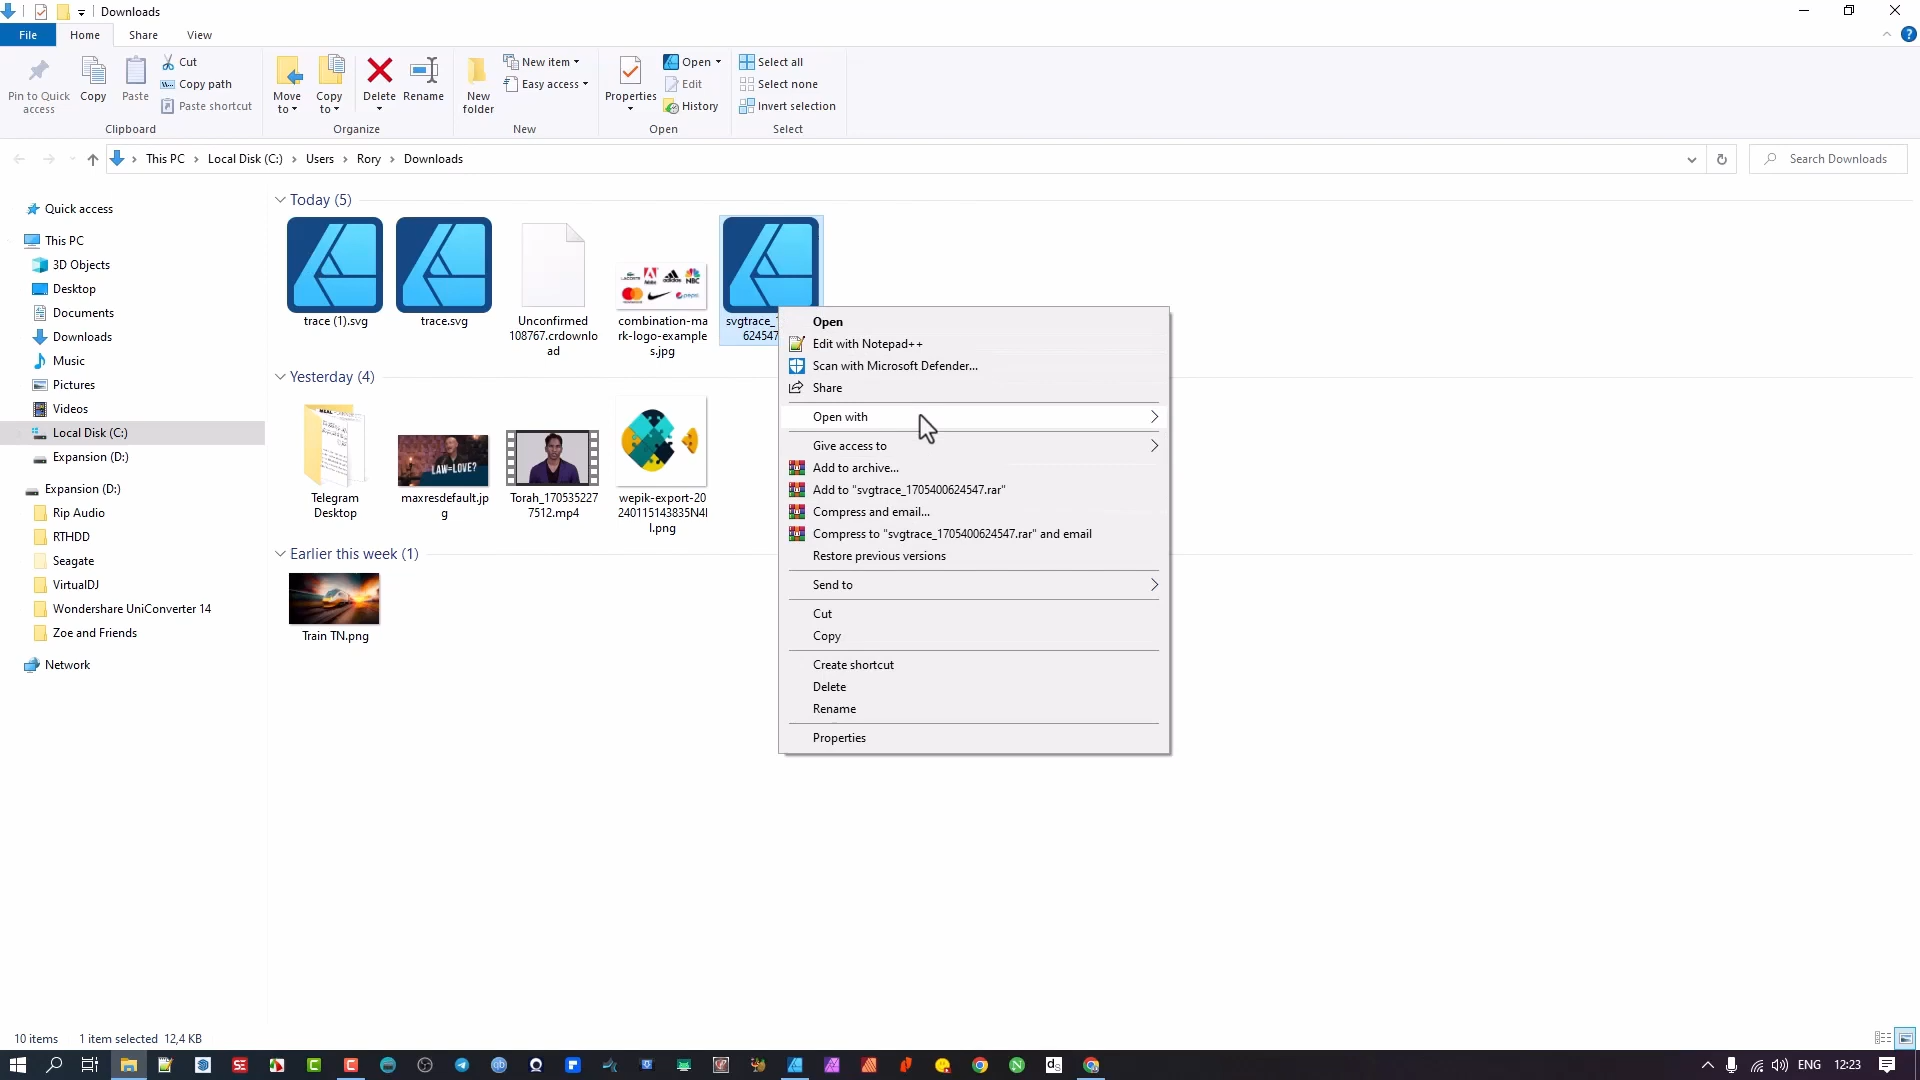 Downloads
File
Home
Share
View
Pin to Quick
access
Copy
Paste
Cut
Copy path
Paste shortcut
Clipboard
Move
to
Copy
to
Delete
Rename
Organize
New
folder
New item
Easy access
New
Properties
Open
Edit
History
Open
Select all
Select none
Invert selection
Select
This PC
Local Disk (C:)
Users
Rory
Downloads
Search Downloads
Quick access
This PC
3D Objects
Desktop
Documents
Downloads
Music
Pictures
Videos
Local Disk (C:)
Expansion (D:)
Expansion (D:)
Rip Audio
RTHDD
Seagate
VirtualDJ
Wondershare UniConverter 14
Zoe and Friends
Network
Today (5)
trace (1).svg
trace.svg
Unconfirmed
108767.crdownlo
ad
combination-ma
rk-logo-example
s.jpg
svgtrace_
624547
Yesterday (4)
Telegram
Desktop
LAW=LOVE?
maxresdefault.jp
g
Torah_170535227
7512.mp4
wepik-export-20
240115143835N4l
l.png
Earlier this week (1)
Train TN.png
Open
Edit with Notepad++
Scan with Microsoft Defender...
Share
Open with
Give access to
Add to archive...
Add to "svgtrace_1705400624547.rar"
Compress and email...
Compress to "svgtrace_1705400624547.rar" and email
Restore previous versions
Send to
Cut
Copy
Create shortcut
Delete
Rename
Properties
10 items
1 item selected 12,4 KB
ENG
12:23